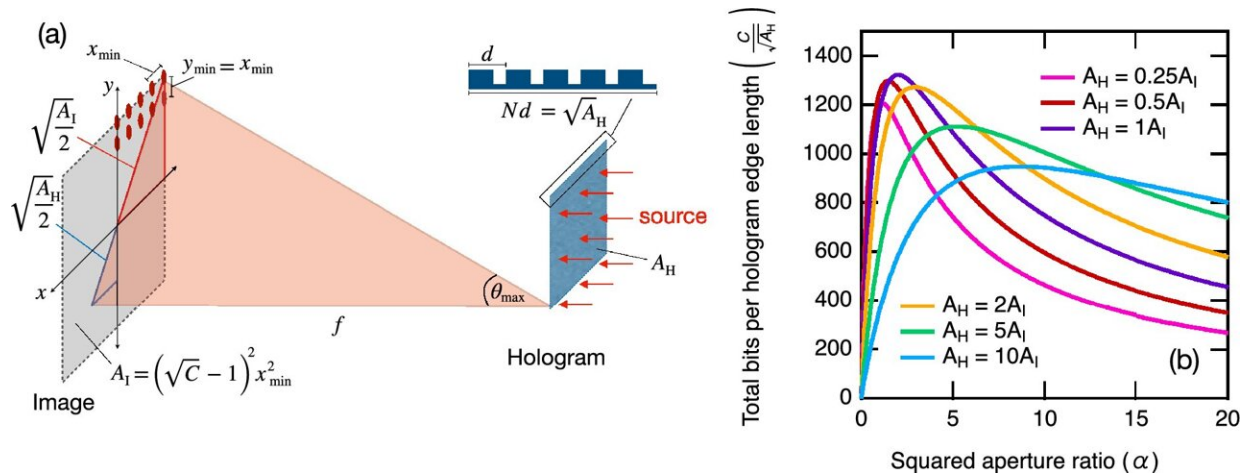 (a)
x_min
y_min = x_min
y
√(A_I/2)
√(A_H/2)
x
d
Nd = √A_H
source
A_H
θ_max
f
Hologram
A_I = (√C − 1)² x²_min
Image
Total bits per hologram edge length (C/√A_H)
1400
1200
1000
800
600
400
200
0
A_H = 0.25A_I
A_H = 0.5A_I
A_H = 1A_I
A_H = 2A_I
A_H = 5A_I
A_H = 10A_I
(b)
0
5
10
15
20
Squared aperture ratio (α)